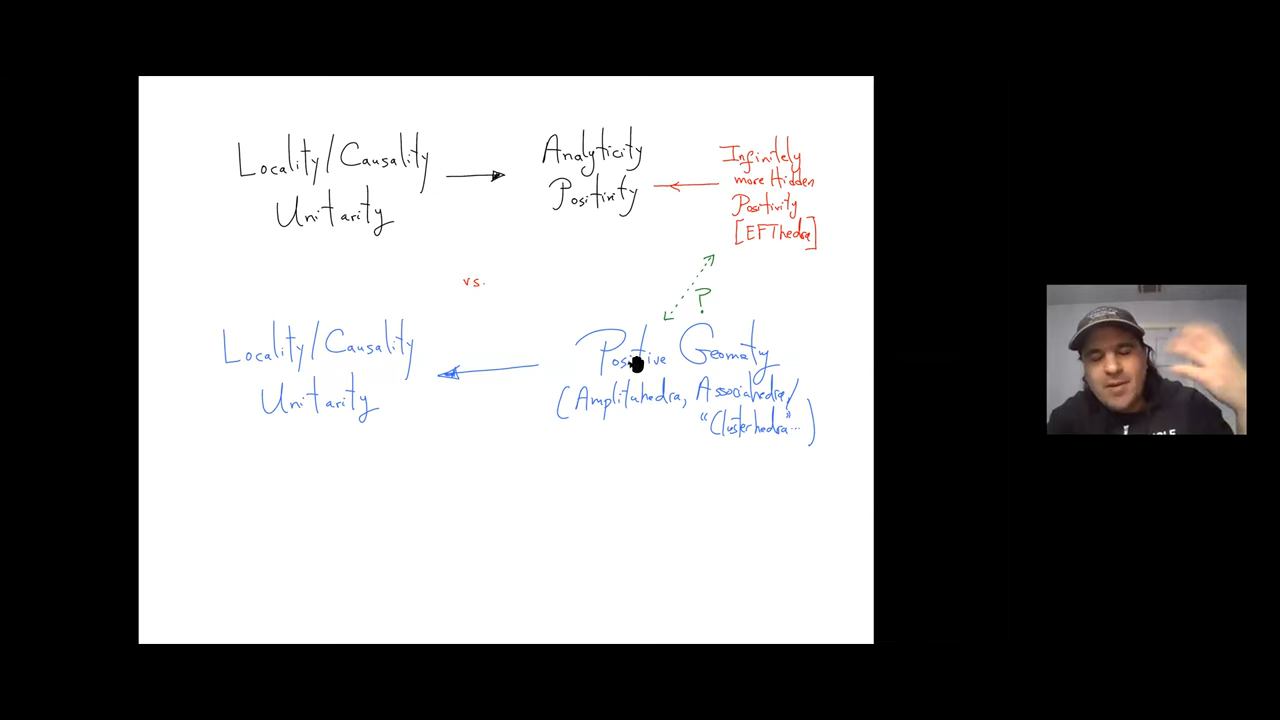 Locality/Causality
Unitarity
Analyticity
Positivity
Infinitely
more Hidden
Positivity
[EFThedra]
vs.
?
Locality/Causality
Unitarity
Positive Geometry
(Amplituhedra, Associahedra,
"Clusterhedra"...)